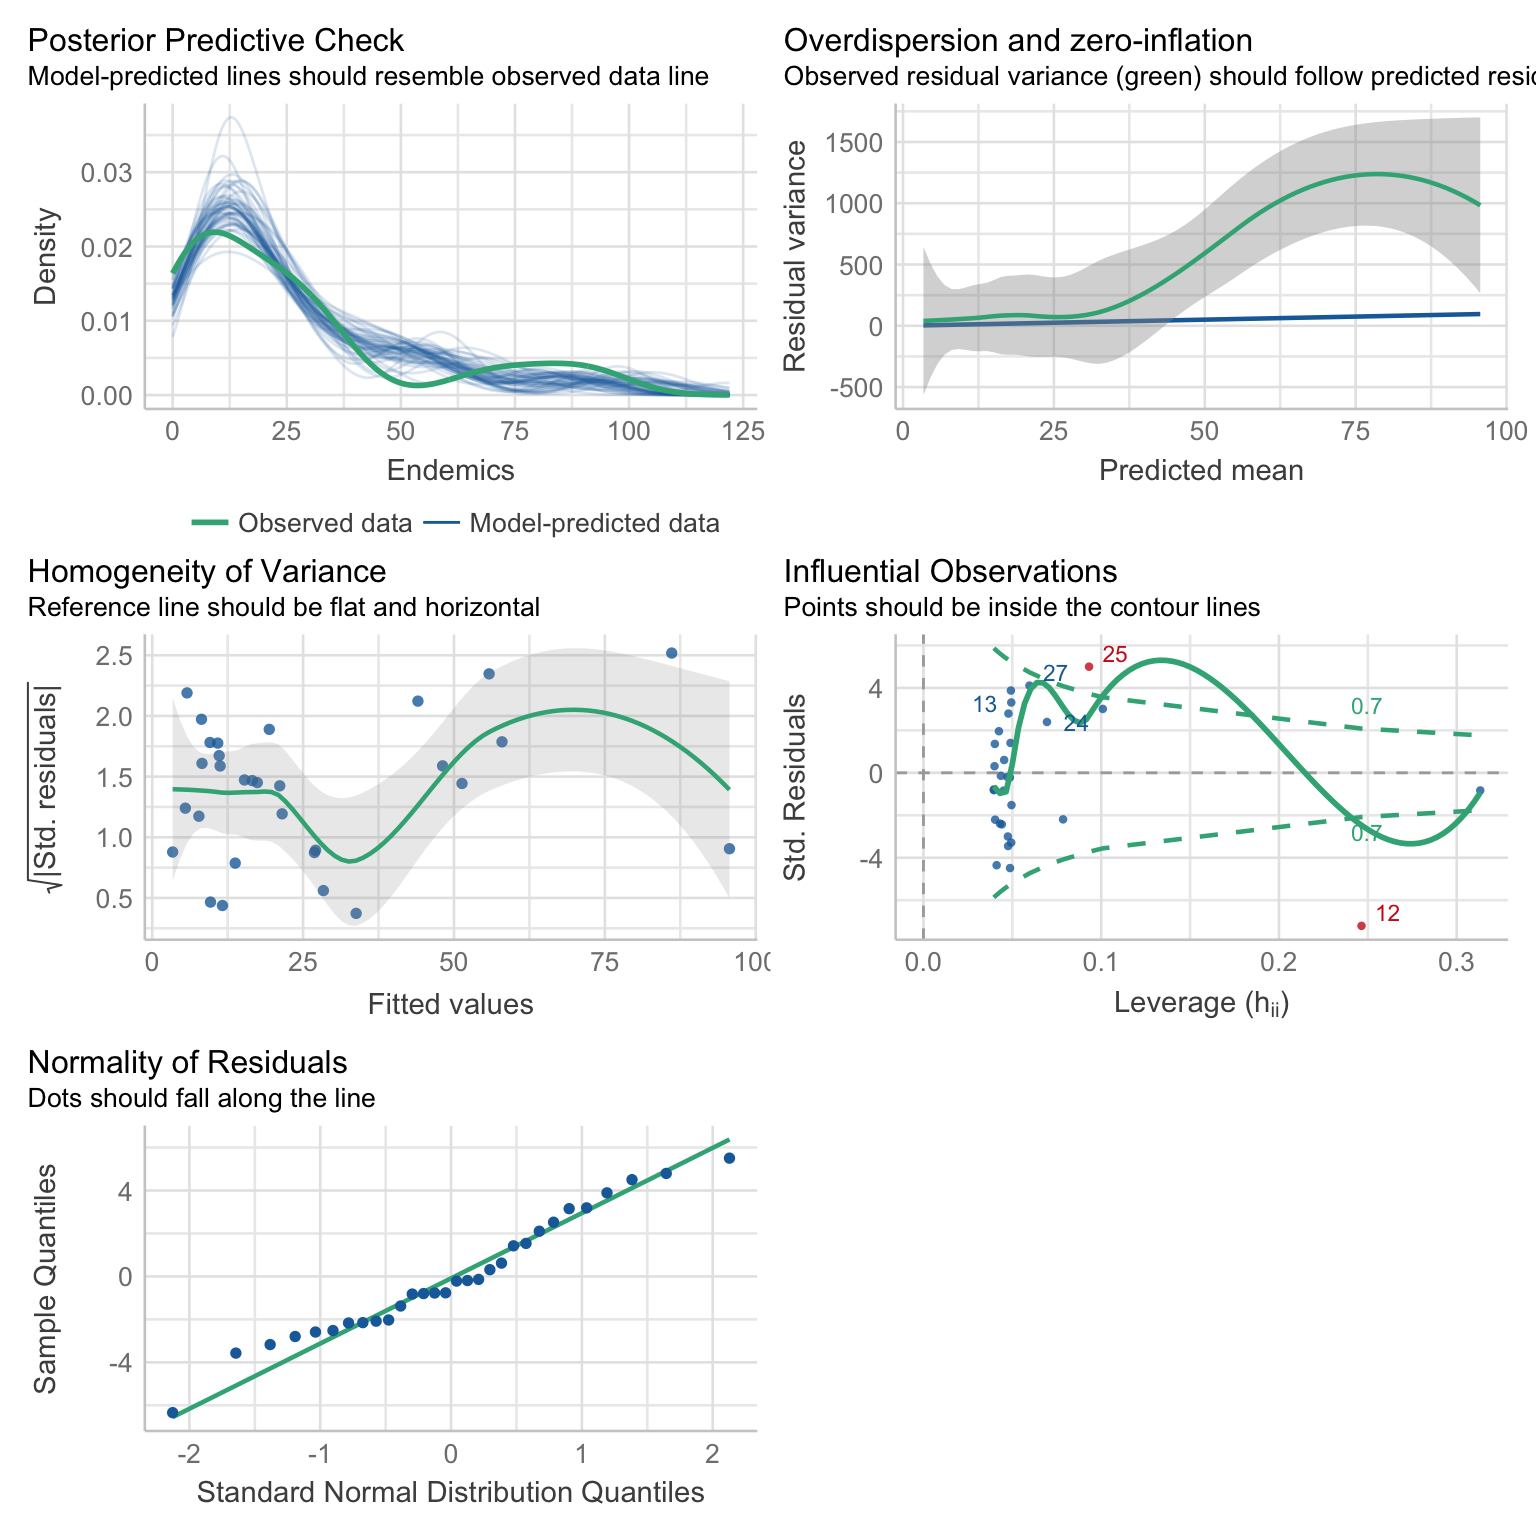 Posterior Predictive Check
Model-predicted lines should resemble observed data line
Density
0.03
0.02
0.01
0.00
0 25 50 75 100 125
Endemics
Observed data Model-predicted data
Overdispersion and zero-inflation
Observed residual variance (green) should follow predicted resi
Residual variance
1500
1000
500
0
-500
0 25 50 75 100
Predicted mean
Homogeneity of Variance
Reference line should be flat and horizontal
√|Std. residuals|
2.5
2.0
1.5
1.0
0.5
0 25 50 75 100
Fitted values
Influential Observations
Points should be inside the contour lines
Std. Residuals
4
0
-4
25
27
13
24
0.7
0.7
12
0.0 0.1 0.2 0.3
Leverage (hii)
Normality of Residuals
Dots should fall along the line
Sample Quantiles
4
0
-4
-2 -1 0 1 2
Standard Normal Distribution Quantiles